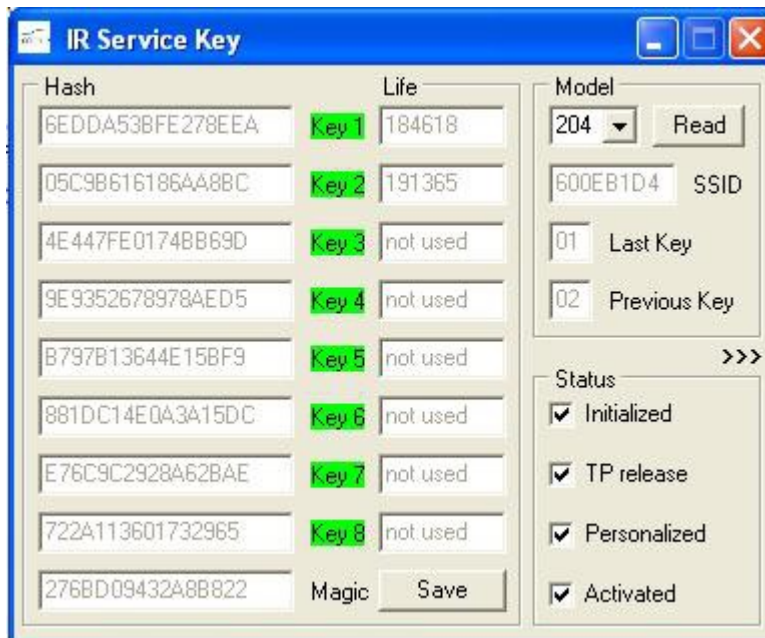 IR Service Key
Hash Life Model
6EDDA53BFE278EEA Key 1 184618 204 Read
05C9B616186AA8BC Key 2 191365 600EB1D4 SSID
4E447FE0174BB69D Key 3 not used 01 Last Key
9E9352678978AED5 Key 4 not used 02 Previous Key
B797B13644E15BF9 Key 5 not used >>>
Status
881DC14E0A3A15DC Key 6 not used Initialized
E76C9C2928A62BAE Key 7 not used TP release
722A113601732965 Key 8 not used Personalized
276BD09432A8B822 Magic Save Activated